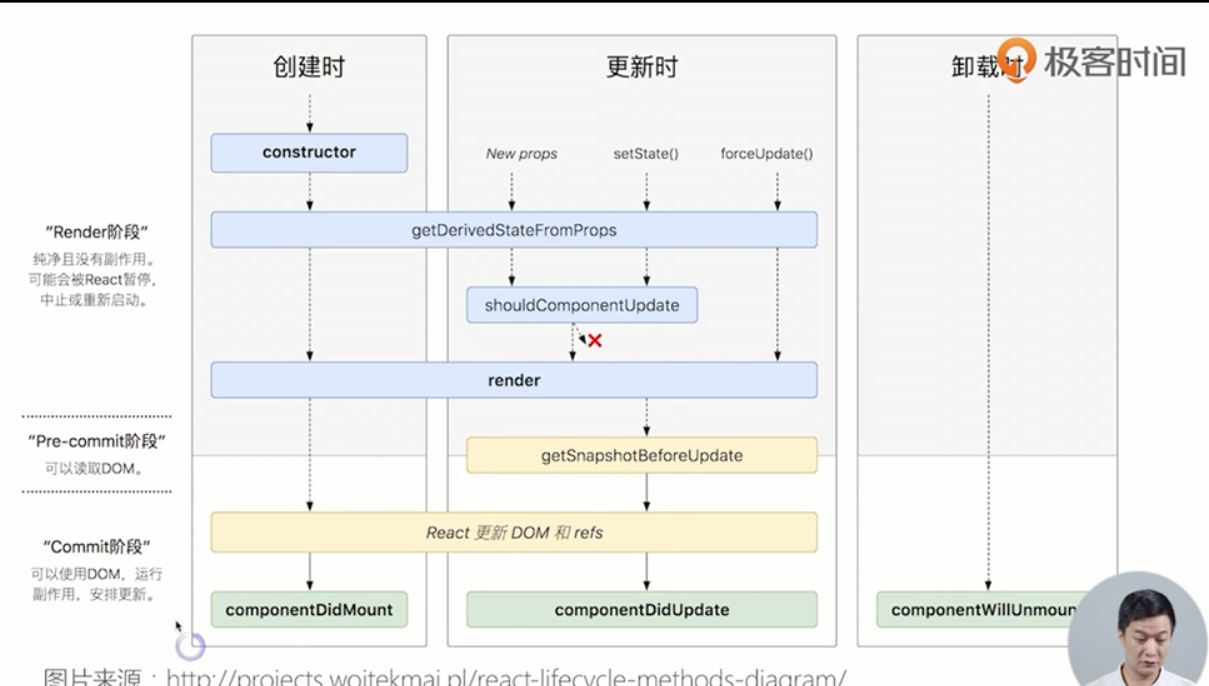 创建时
更新时
卸载时
极客时间
constructor
New props
setState()
forceUpdate()
"Render阶段"
纯净且没有副作用。
可能会被React暂停，
中止或重新启动。
getDerivedStateFromProps
shouldComponentUpdate
render
"Pre-commit阶段"
可以读取DOM。
getSnapshotBeforeUpdate
"Commit阶段"
可以使用DOM，运行
副作用，安排更新。
React 更新 DOM 和 refs
componentDidMount
componentDidUpdate
componentWillUnmoun
图片来源：http://projects.wojtekmaj.pl/react-lifecycle-methods-diagram/